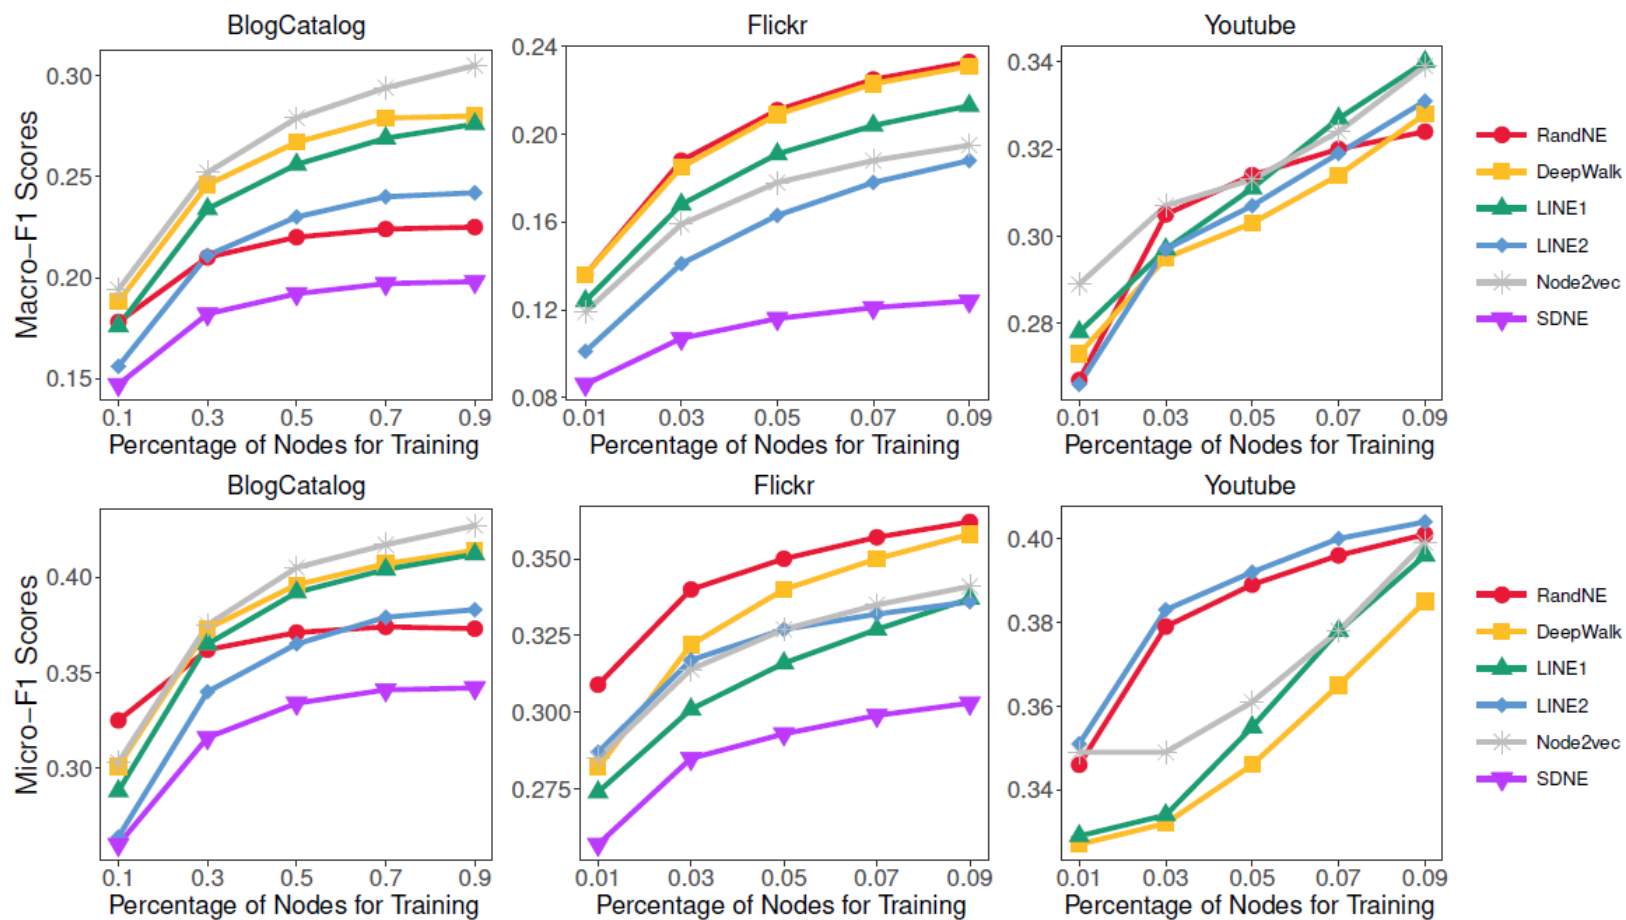 BlogCatalog
Flickr
Youtube
Macro−F1 Scores
0.30
0.25
0.20
0.15
0.1 0.3 0.5 0.7 0.9
Percentage of Nodes for Training
0.24
0.20
0.16
0.12
0.08
0.01 0.03 0.05 0.07 0.09
Percentage of Nodes for Training
0.34
0.32
0.30
0.28
0.01 0.03 0.05 0.07 0.09
Percentage of Nodes for Training
RandNE
DeepWalk
LINE1
LINE2
Node2vec
SDNE
BlogCatalog
Flickr
Youtube
Micro−F1 Scores
0.40
0.35
0.30
0.1 0.3 0.5 0.7 0.9
Percentage of Nodes for Training
0.350
0.325
0.300
0.275
0.01 0.03 0.05 0.07 0.09
Percentage of Nodes for Training
0.40
0.38
0.36
0.34
0.01 0.03 0.05 0.07 0.09
Percentage of Nodes for Training
RandNE
DeepWalk
LINE1
LINE2
Node2vec
SDNE